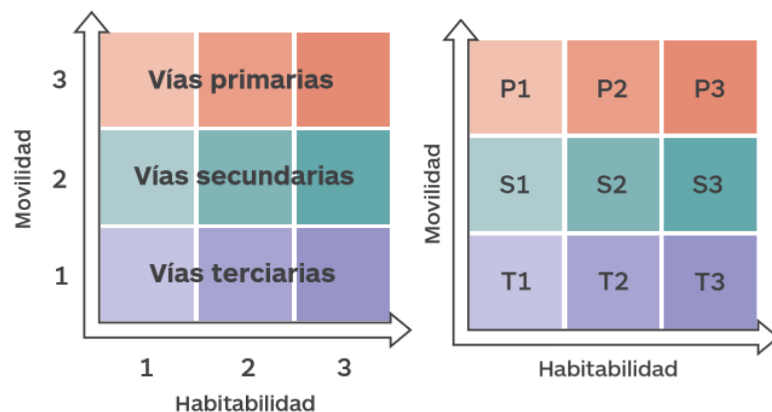 3
Vías primarias
2
Vías secundarias
1
Vías terciarias
Movilidad
1 2 3
Habitabilidad
P1 P2 P3
S1 S2 S3
T1 T2 T3
Movilidad
Habitabilidad